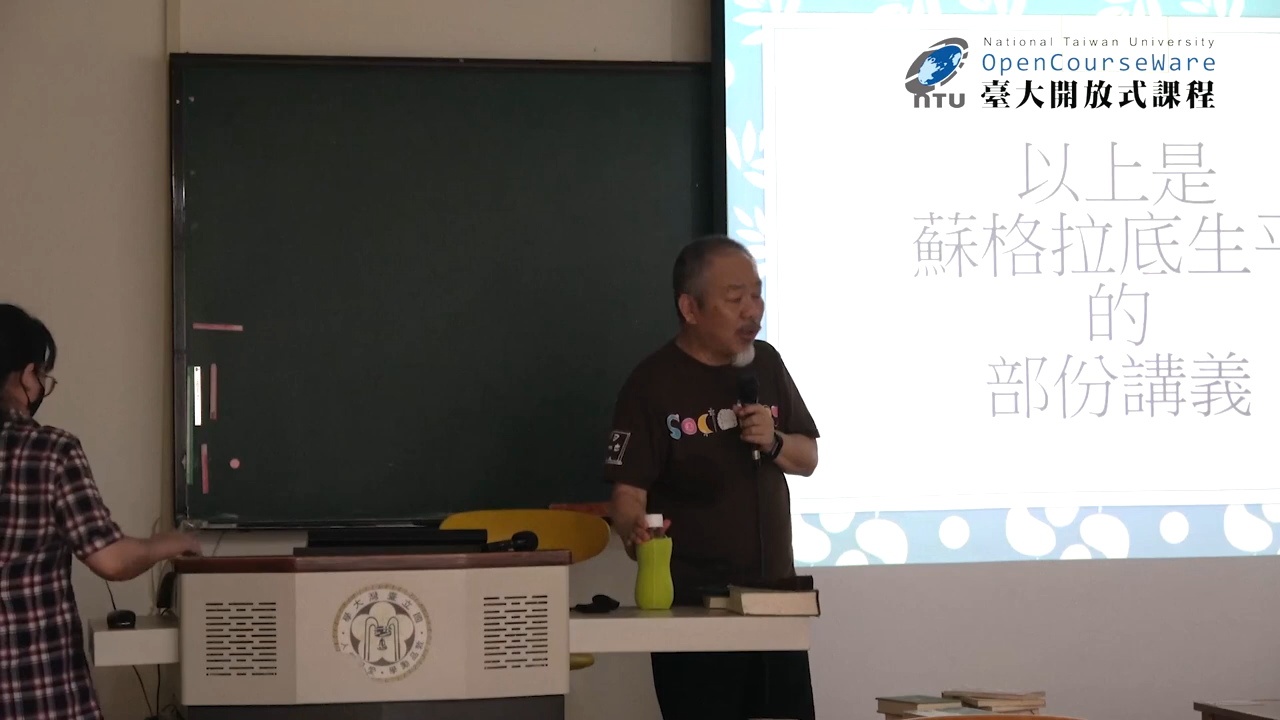 National Taiwan University
OpenCourseWare
NTU 臺大開放式課程
以上是
蘇格拉底生平
的
部份講義